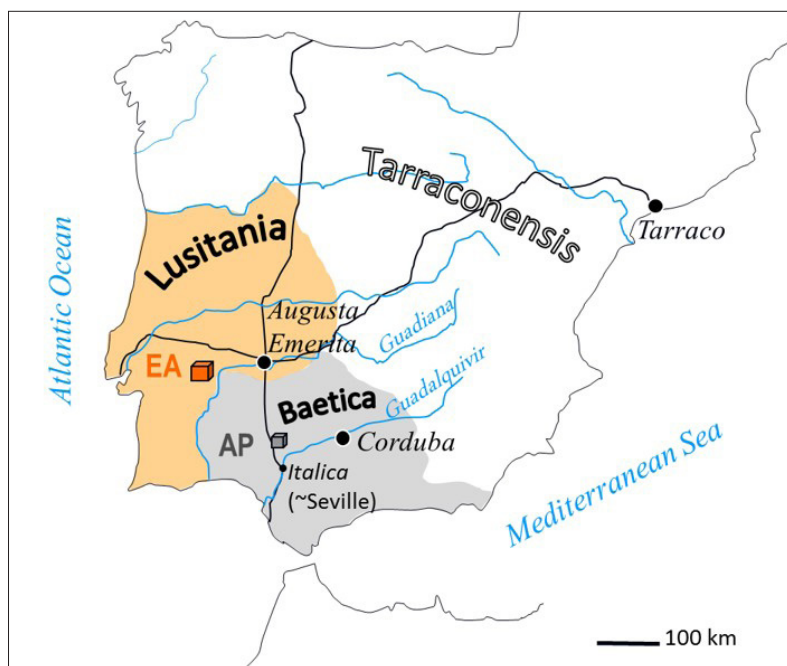 Tarraconensis
Lusitania
Tarraco
Atlantic Ocean
Augusta
Emerita
Guadiana
EA
Baetica
Guadalquivir
AP
Corduba
Italica
(~Seville)
Mediterranean Sea
100 km